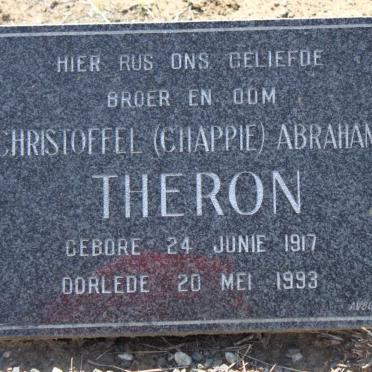 HIER RUS ONS GELIEFDE
BROER EN OOM
CHRISTOFFEL (CHAPPIE) ABRAHAM
THERON
GEBORE 24 JUNIE 1917
OORLEDE 20 MEI 1993